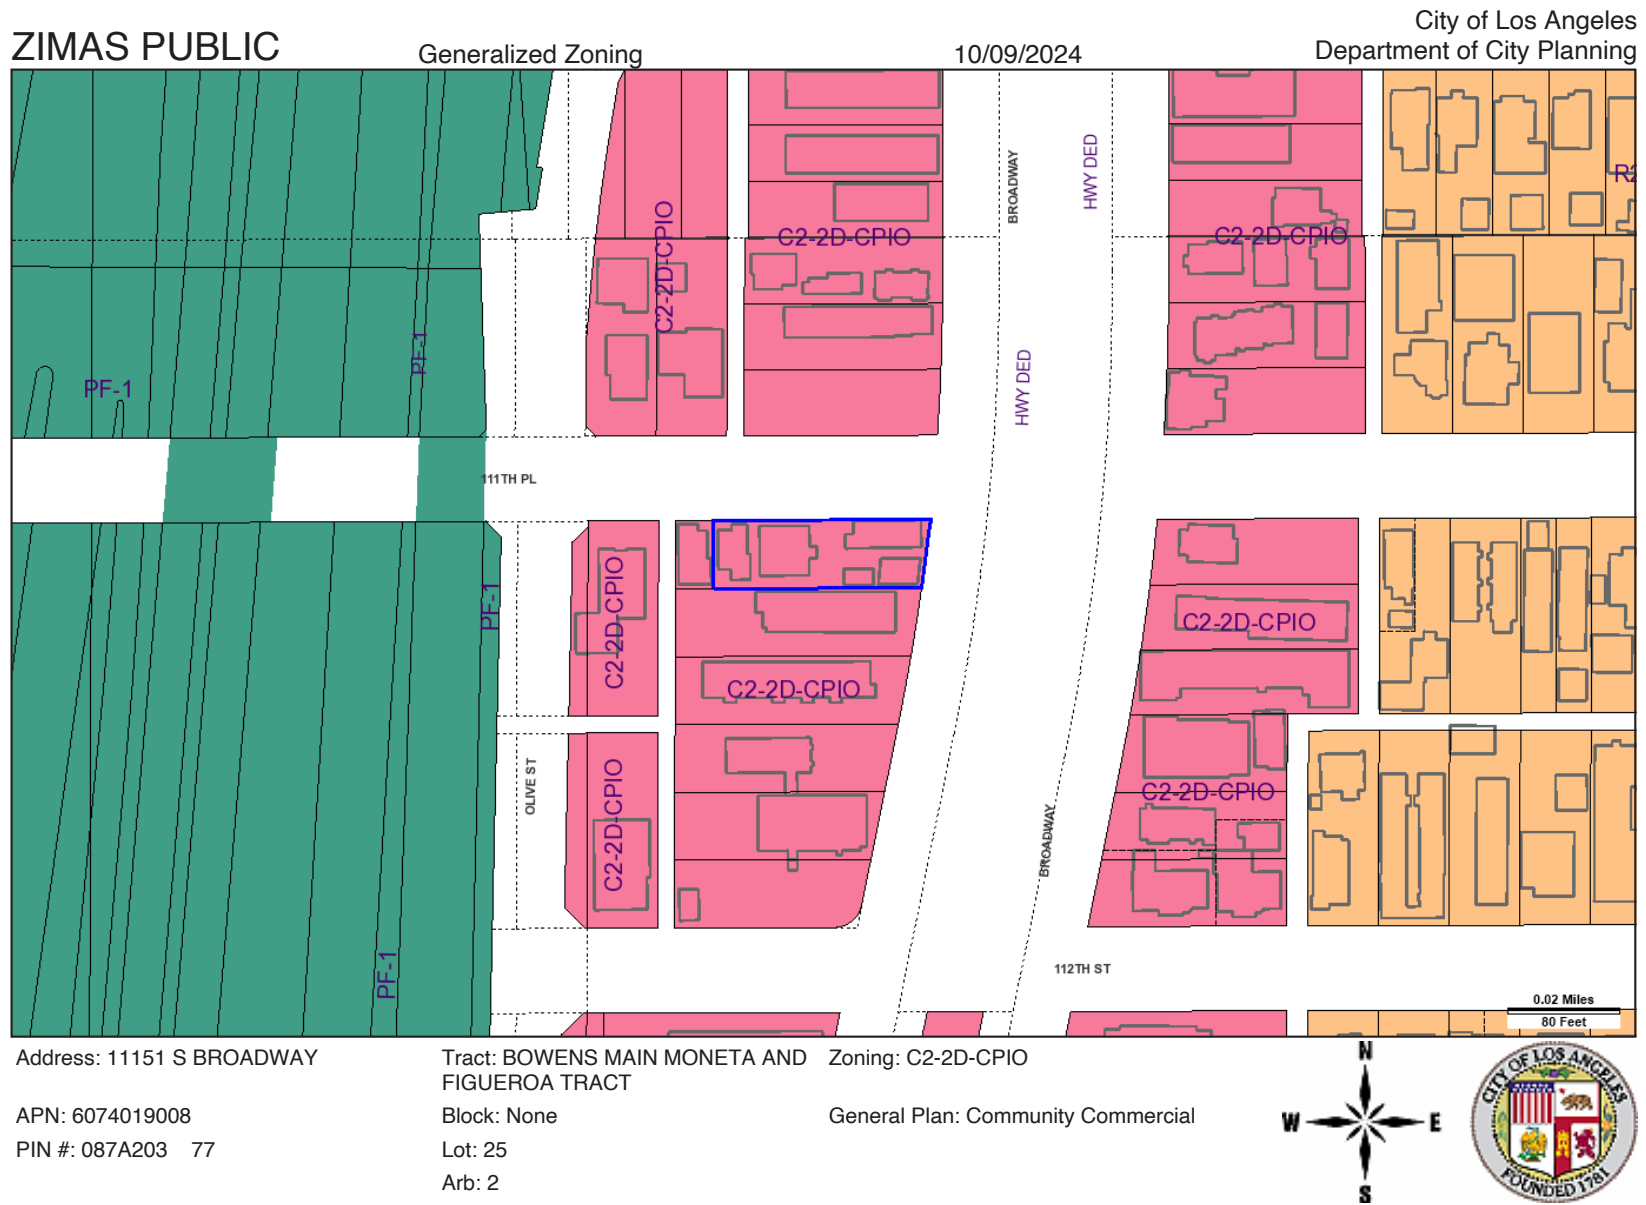 City of Los Angeles
ZIMAS PUBLIC
Generalized Zoning
10/09/2024
Department of City Planning
BROADWAY
HWY DED
R2
C2-2D-CPIO
C2-2D-CPIO
C2-2D-CPIO
PF-1
PF-1
HWY DED
111TH PL
PF-1
C2-2D-CPIO
C2-2D-CPIO
C2-2D-CPIO
OLIVE ST
C2-2D-CPIO
C2-2D-CPIO
BROADWAY
PF-1
112TH ST
0.02 Miles
80 Feet
Address: 11151 S BROADWAY
Tract: BOWENS MAIN MONETA AND
FIGUEROA TRACT
Zoning: C2-2D-CPIO
APN: 6074019008
Block: None
General Plan: Community Commercial
PIN #: 087A203 77
Lot: 25
Arb: 2
N
W E
S
CITY OF LOS ANGELES
FOUNDED 1781